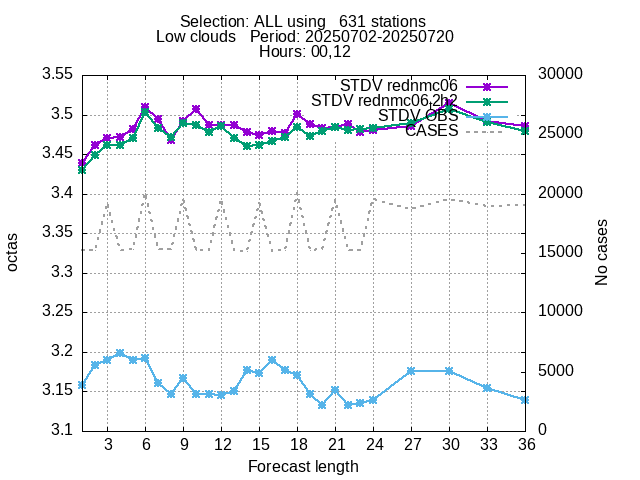 Selection: ALL using   631 stations
Low clouds   Period: 20250702-20250720
Hours: 00,12
STDV rednmc06
STDV rednmc06,2h2
STDV OBS
CASES
3.55
3.5
3.45
3.4
3.35
3.3
3.25
3.2
3.15
3.1
30000
25000
20000
15000
10000
5000
0
octas
No cases
3 6 9 12 15 18 21 24 27 30 33 36
Forecast length